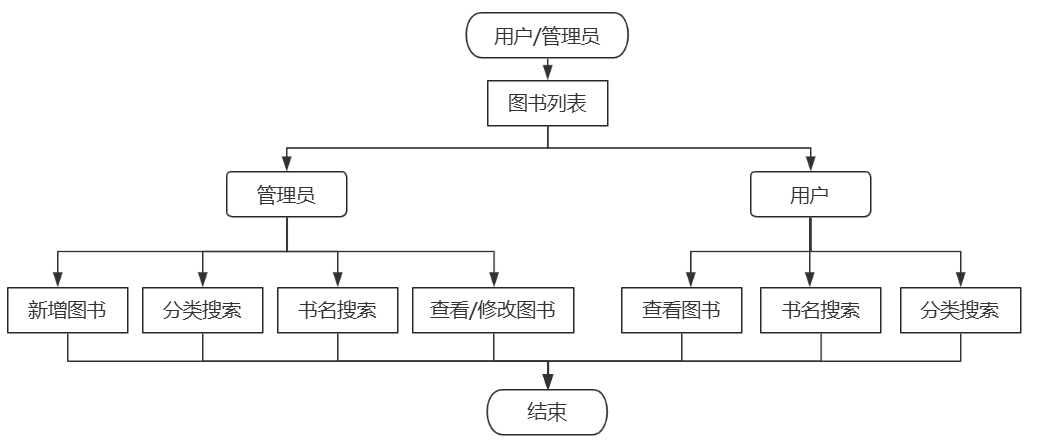 用户/管理员
图书列表
管理员
用户
新增图书
分类搜索
书名搜索
查看/修改图书
查看图书
书名搜索
分类搜索
结束